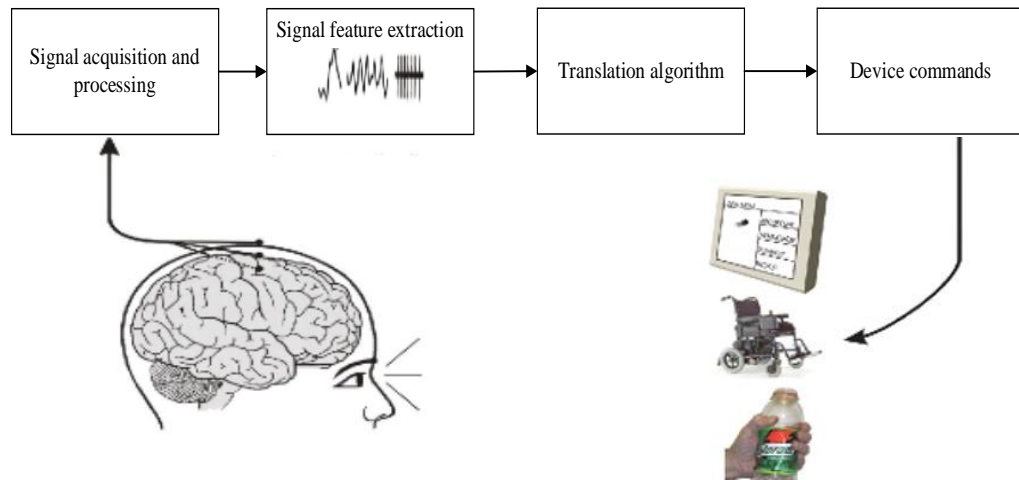 Signal acquisition and
processing
Signal feature extraction
Translation algorithm
Device commands